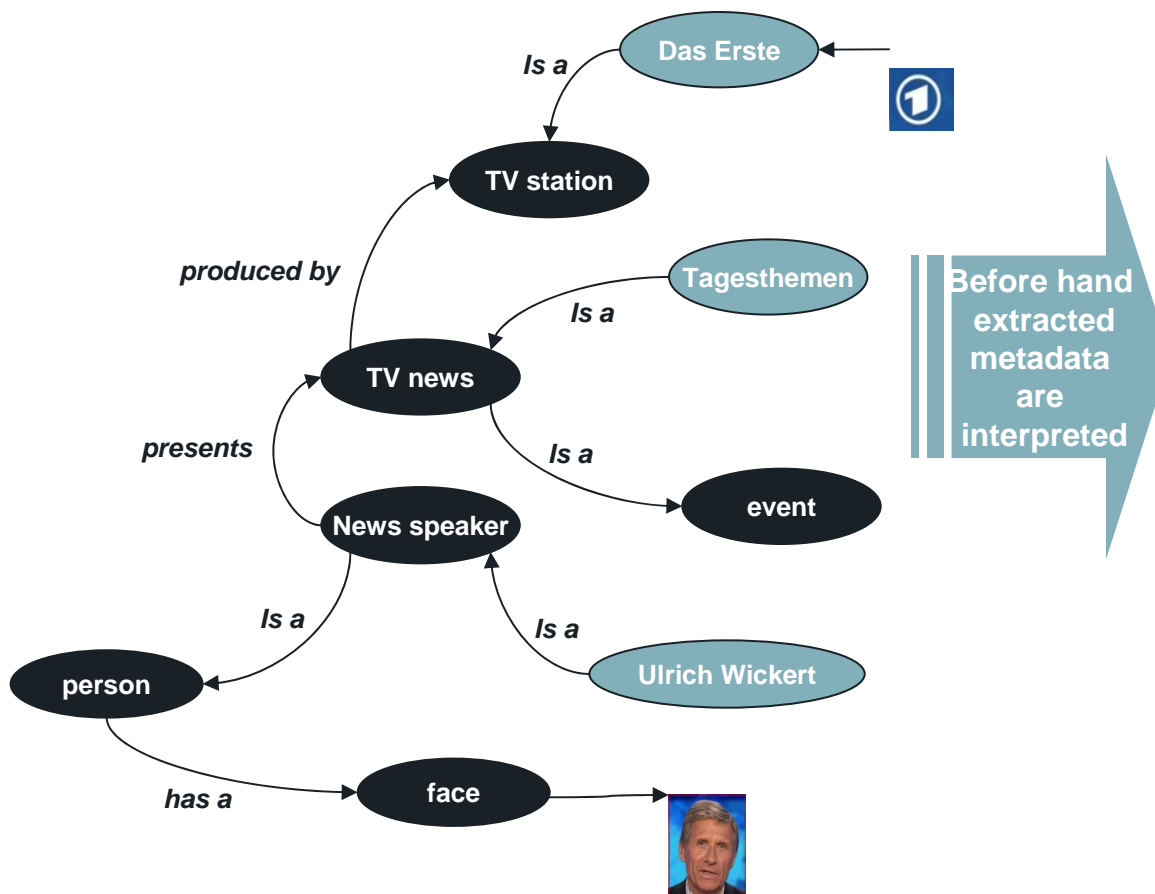 Das Erste
Is a
TV station
produced by
Tagesthemen
Is a
TV news
Before hand
extracted
metadata
are
interpreted
presents
Is a
event
News speaker
Is a
Is a
person
Ulrich Wickert
has a
face